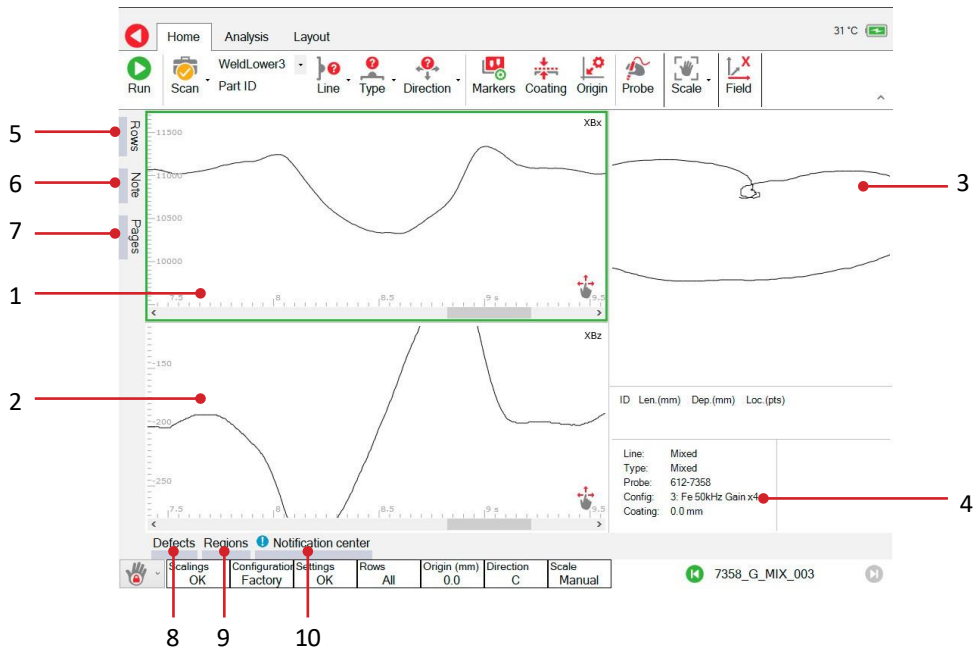 Home Analysis Layout 31 °C
WeldLower3
Part ID
Run Scan Line Type Direction Markers Coating Origin Probe Scale Field
X
5
Rows
6
Note
7
Pages
1
XBx
-11500
-11000
-10500
-10000
7.5 8 8.5 9 s 9.5
3
2
XBz
-150
-200
-250
7.5 8 8.5 9 s 9.5
ID Len.(mm) Dep.(mm) Loc.(pts)
Line: Mixed
Type: Mixed
Probe: 612-7358
Config: 3: Fe 50kHz Gain x4
Coating: 0.0 mm
4
Defects Regions ! Notification center
Scalings Configuration Settings Rows Origin (mm) Direction Scale
OK Factory OK All 0.0 C Manual
7358_G_MIX_003
8 9 10